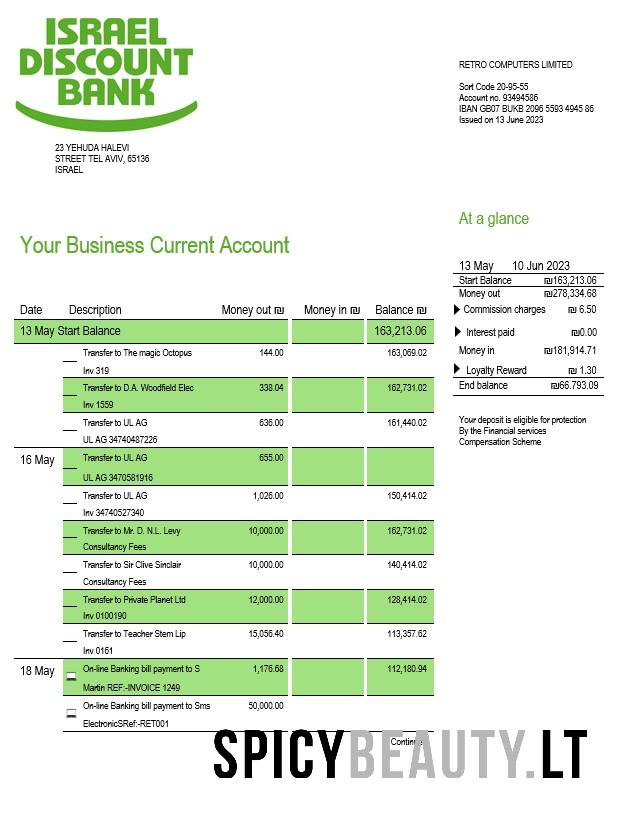 ISRAEL
DISCOUNT
BANK
RETRO COMPUTERS LIMITED
Sort Code 20-95-55
Account no. 93494586
IBAN GB07 BUKB 2096 5593 4945 86
Issued on 13 June 2023
23 YEHUDA HALEVI
STREET TEL AVIV, 65136
ISRAEL
At a glance
Your Business Current Account
13 May 10 Jun 2023
Start Balance ₪163,213.06
Money out ₪278,334.68
Commission charges ₪ 6.50
Interest paid ₪0.00
Money in ₪181,914.71
Loyalty Reward ₪ 1.30
End balance ₪66.793.09
Your deposit is eligible for protection
By the Financial services
Compensation Scheme
Date Description Money out ₪ Money in ₪ Balance ₪
13 May Start Balance 163,213.06
Transfer to The magic Octopus 144.00 163,069.02
Inv 319
Transfer to D.A. Woodfield Elec 338.04 162,731.02
Inv 1559
Transfer to UL AG 636.00 161,440.02
UL AG 34740487226
16 May Transfer to UL AG 655.00
UL AG 3470581916
Transfer to UL AG 1,026.00 150,414.02
Inv 34740527340
Transfer to Mr. D. N.L. Levy 10,000.00 162,731.02
Consultancy Fees
Transfer to Sir Clive Sinclair 10,000.00 140,414.02
Consultancy Fees
Transfer to Private Planet Ltd 12,000.00 128,414.02
Inv 0100190
Transfer to Teacher Stem Lip 15,056.40 113,357.62
Inv 0161
18 May On-line Banking bill payment to S 1,176.68 112,180.94
Martin REF:-INVOICE 1249
On-line Banking bill payment to Sms 50,000.00
ElectronicSRef:-RET001
SPICYBEAUTY.LT